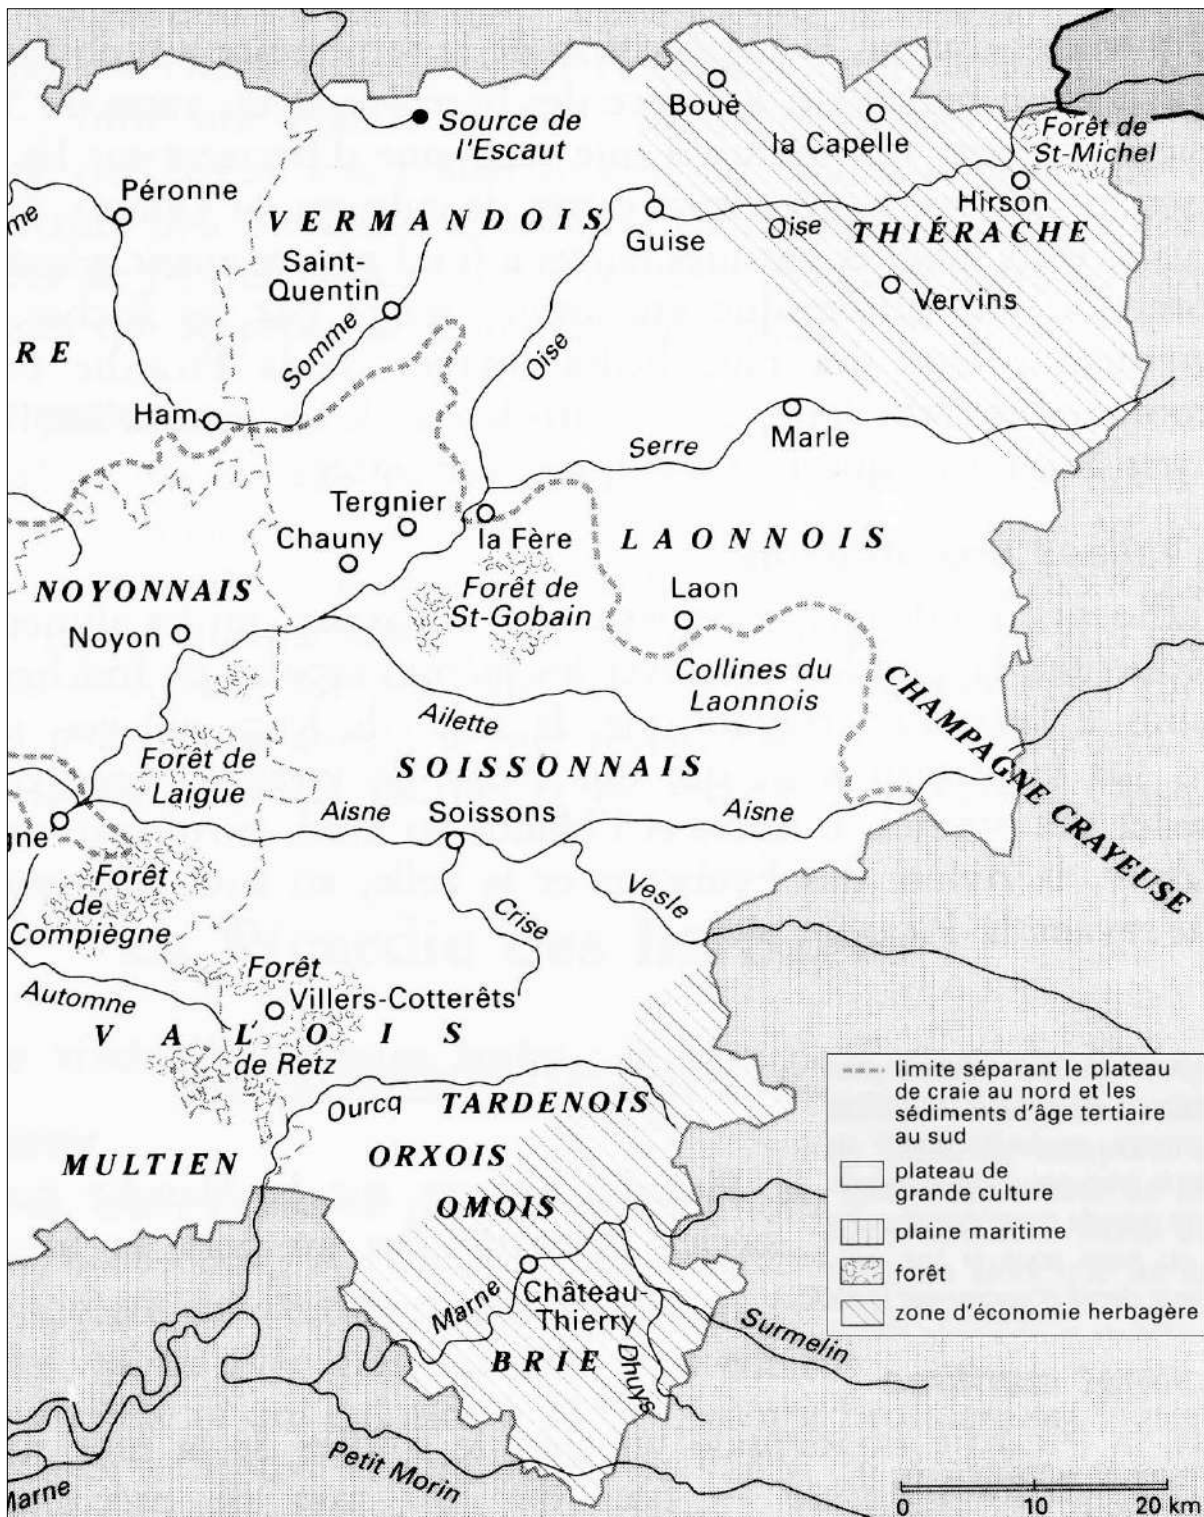 Boué
la Capelle
Source de
l'Escaut
Forêt de
St-Michel
Péronne
Hirson
VERMANDOIS
Guise
Oise
THIÉRACHE
Saint-
Quentin
Vervins
Somme
Oise
RE
Ham
Marle
Serre
Tergnier
Chauny
la Fère
LAONNOIS
NOYONNAIS
Forêt de
St-Gobain
Laon
Noyon
Collines du
Laonnois
CHAMPAGNE CRAYEUSE
Ailette
Forêt de
Laigue
SOISSONNAIS
Aisne
Soissons
Aisne
gne
Forêt
de
Compiègne
Crise
Vesle
Forêt
Automne
Villers-Cotterêts
VALOIS
de Retz
Ourcq
TARDENOIS
MULTIEN
ORXOIS
OMOIS
Marne
Château-
Thierry
BRIE
Dhuys
Surmelin
Petit Morin
Marne
limite séparant le plateau
de craie au nord et les
sédiments d'âge tertiaire
au sud
plateau de
grande culture
plaine maritime
forêt
zone d'économie herbagère
0 10 20 km